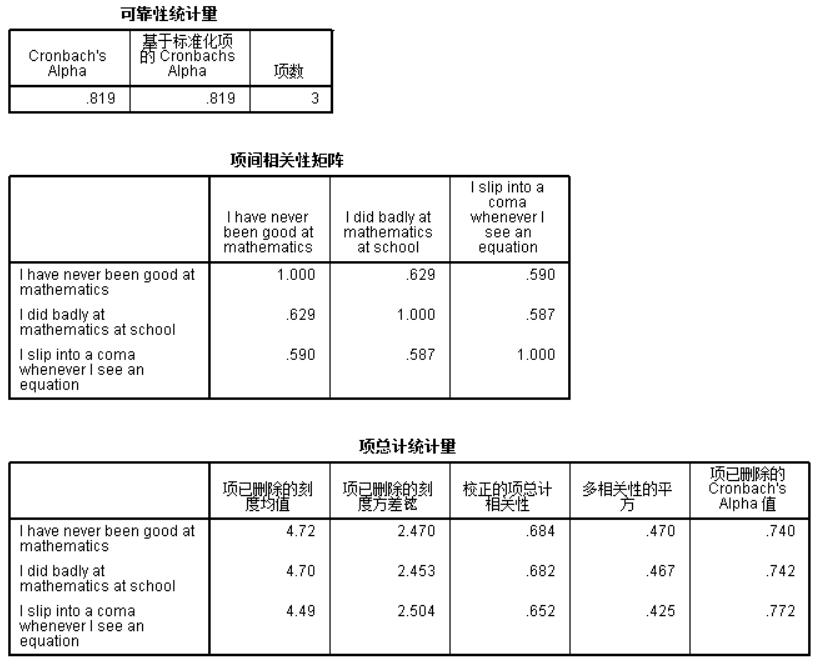 可靠性统计量
Cronbach's
Alpha
基于标准化项
的 Cronbachs
Alpha
项数
.819 .819 3
项间相关性矩阵
I have never
been good at
mathematics
I did badly at
mathematics
at school
I slip into a
coma
whenever I
see an
equation
I have never been good at
mathematics
1.000 .629 .590
I did badly at
mathematics at school
.629 1.000 .587
I slip into a coma
whenever I see an
equation
.590 .587 1.000
项总计统计量
项已删除的刻
度均值
项已删除的刻
度方差
校正的项总计
相关性
多相关性的平
方
项已删除的
Cronbach's
Alpha 值
I have never been good at
mathematics
4.72 2.470 .684 .470 .740
I did badly at
mathematics at school
4.70 2.453 .682 .467 .742
I slip into a coma
whenever I see an
equation
4.49 2.504 .652 .425 .772